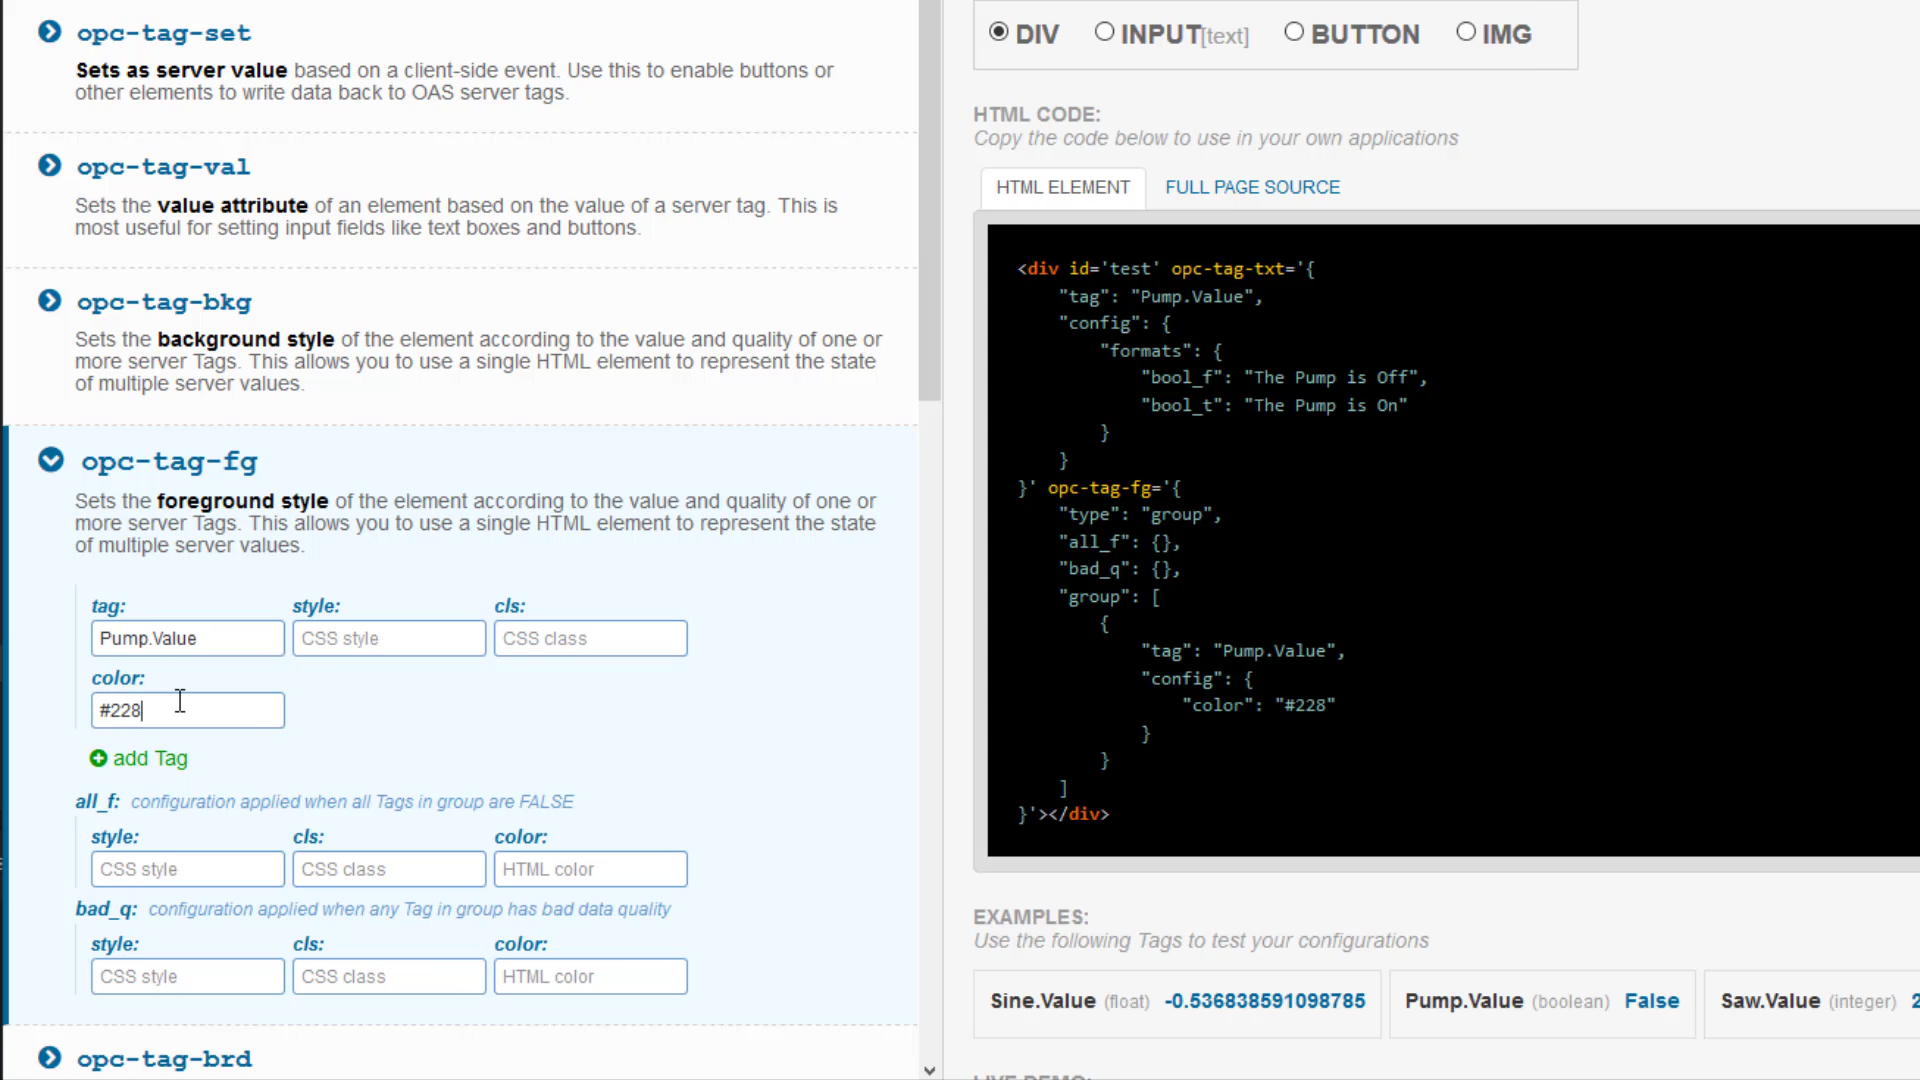 opc-tag-set
Sets as server value based on a client-side event. Use this to enable buttons or
other elements to write data back to OAS server tags.
opc-tag-val
Sets the value attribute of an element based on the value of a server tag. This is
most useful for setting input fields like text boxes and buttons.
opc-tag-bkg
Sets the background style of the element according to the value and quality of one or
more server Tags. This allows you to use a single HTML element to represent the state
of multiple server values.
opc-tag-fg
Sets the foreground style of the element according to the value and quality of one or
more server Tags. This allows you to use a single HTML element to represent the state
of multiple server values.
tag: style: cls:
Pump.Value CSS style CSS class
color:
#228
add Tag
all_f: configuration applied when all Tags in group are FALSE
style: cls: color:
CSS style CSS class HTML color
bad_q: configuration applied when any Tag in group has bad data quality
style: cls: color:
CSS style CSS class HTML color
opc-tag-brd
DIV INPUT[text] BUTTON IMG
HTML CODE:
Copy the code below to use in your own applications
HTML ELEMENT FULL PAGE SOURCE
<div id='test' opc-tag-txt='{
"tag": "Pump.Value",
"config": {
"formats": {
"bool_f": "The Pump is Off",
"bool_t": "The Pump is On"
}
}
}' opc-tag-fg='{
"type": "group",
"all_f": {},
"bad_q": {},
"group": [
{
"tag": "Pump.Value",
"config": {
"color": "#228"
}
}
]
}'></div>
EXAMPLES:
Use the following Tags to test your configurations
Sine.Value (float) -0.536838591098785 Pump.Value (boolean) False Saw.Value (integer) 2